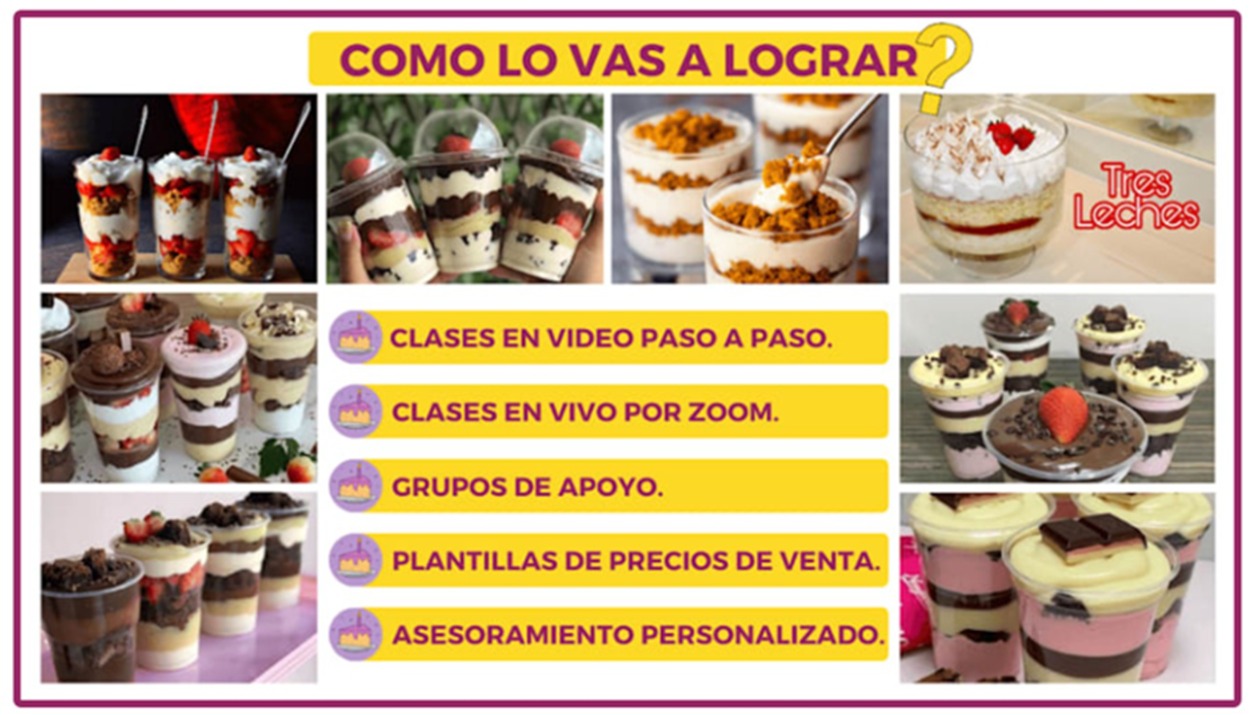 COMO LO VAS A LOGRAR?
Tres
Leches
CLASES EN VIDEO PASO A PASO.
CLASES EN VIVO POR ZOOM.
GRUPOS DE APOYO.
PLANTILLAS DE PRECIOS DE VENTA.
ASESORAMIENTO PERSONALIZADO.